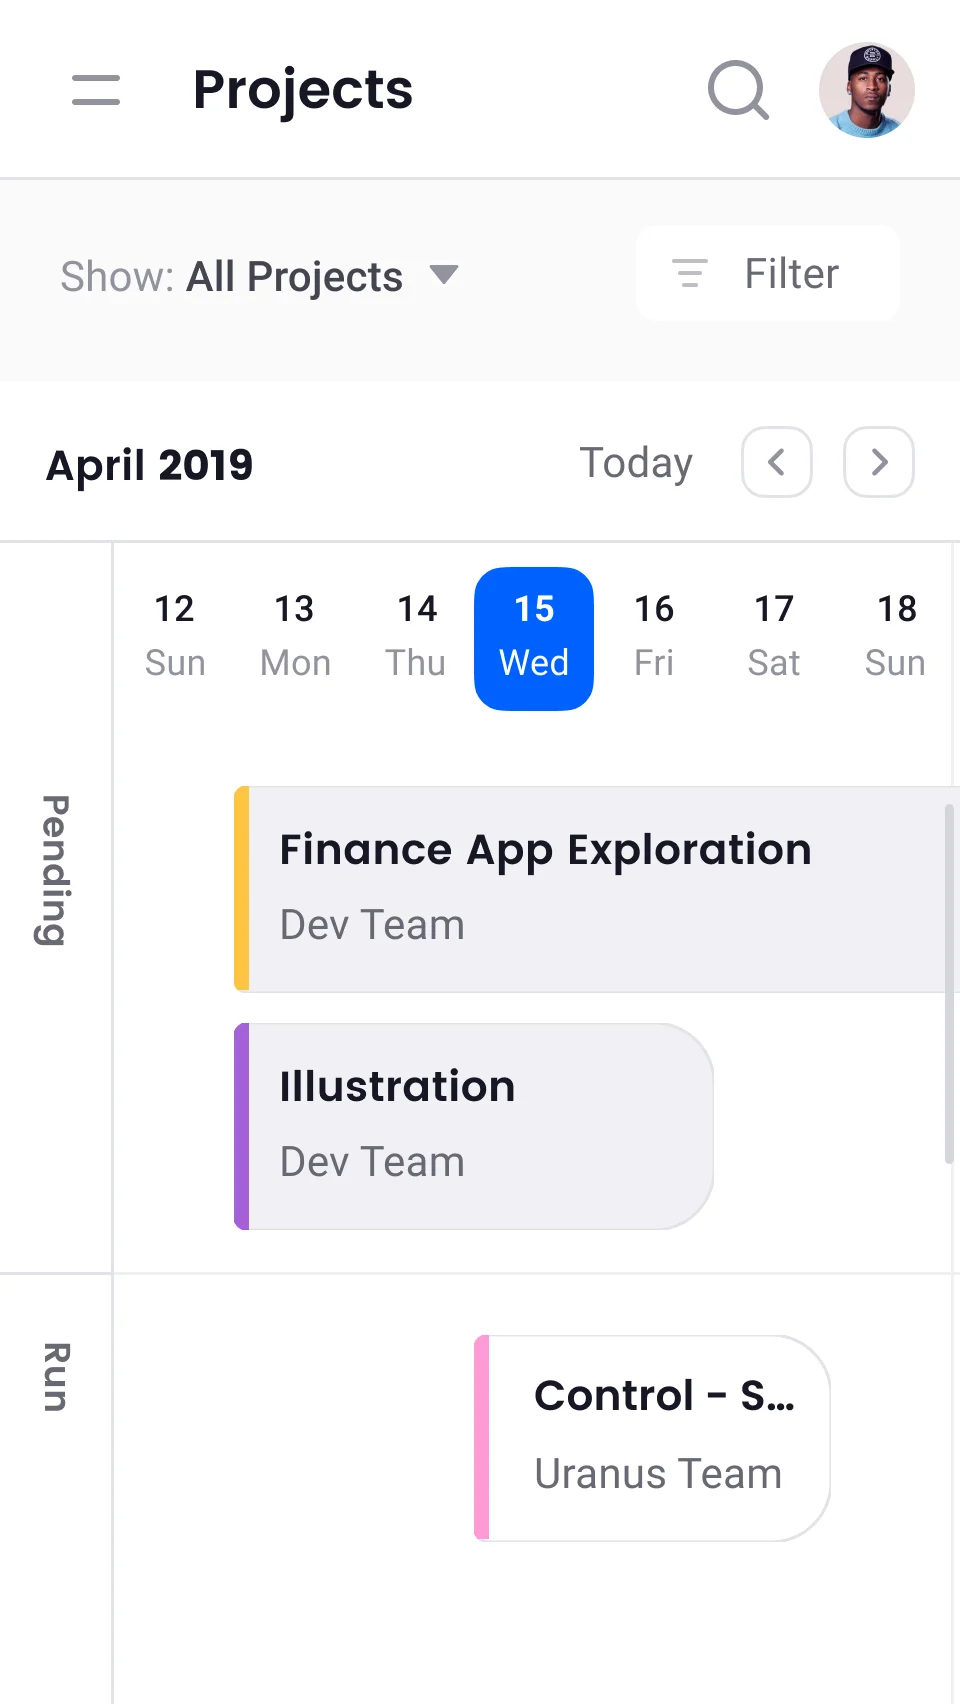 Projects
Show: All Projects
Filter
April 2019
Today
12 13 14 15 16 17 18
Sun Mon Thu Wed Fri Sat Sun
Pending
Finance App Exploration
Dev Team
Illustration
Dev Team
Run
Control - S...
Uranus Team